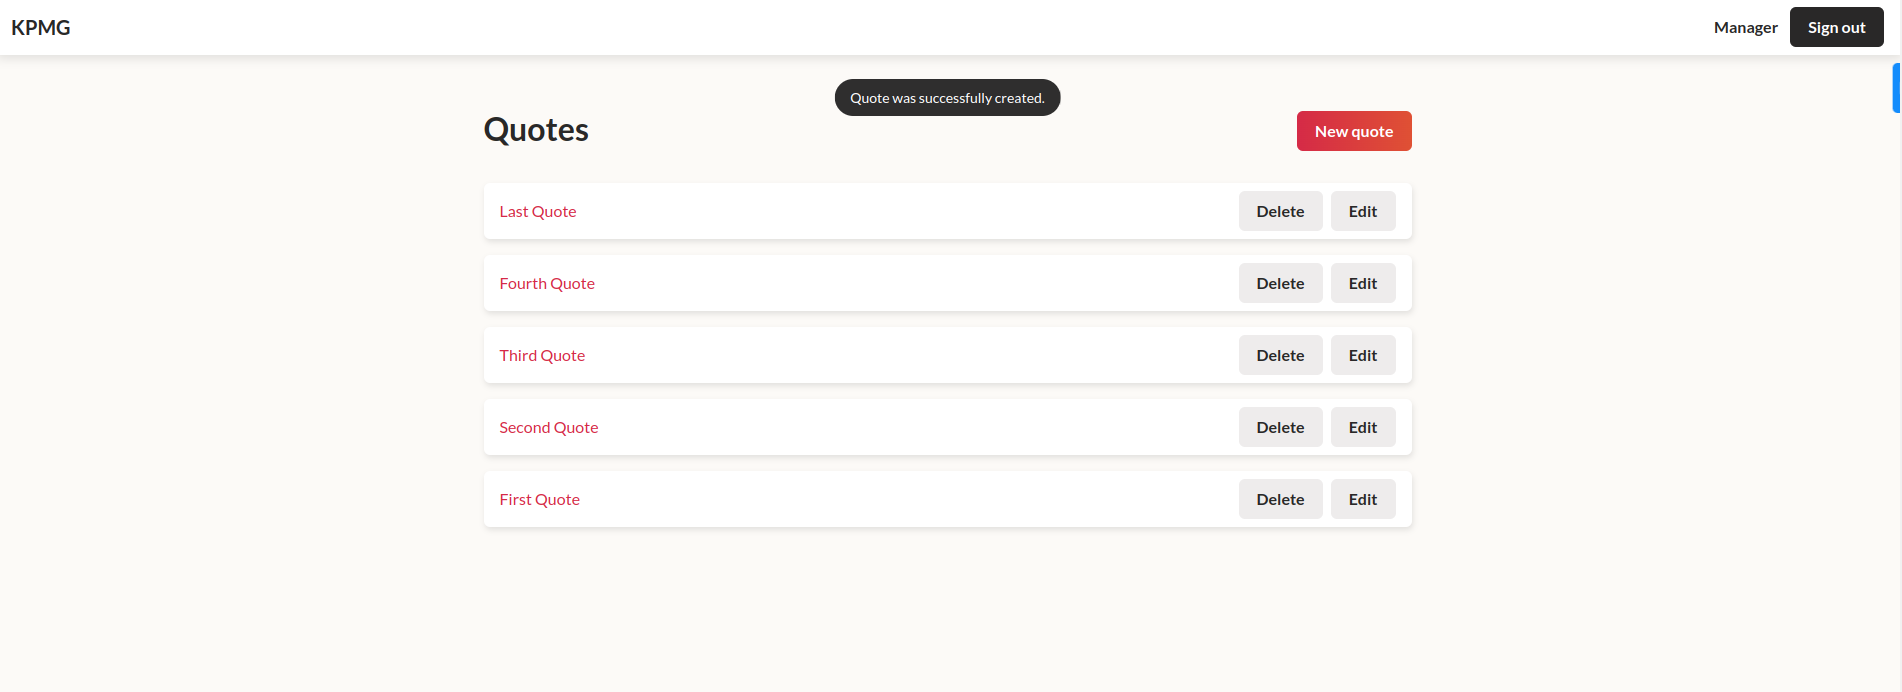 KPMG
Manager
Sign out
Quote was successfully created.
Quotes
New quote
Last Quote
Delete
Edit
Fourth Quote
Delete
Edit
Third Quote
Delete
Edit
Second Quote
Delete
Edit
First Quote
Delete
Edit